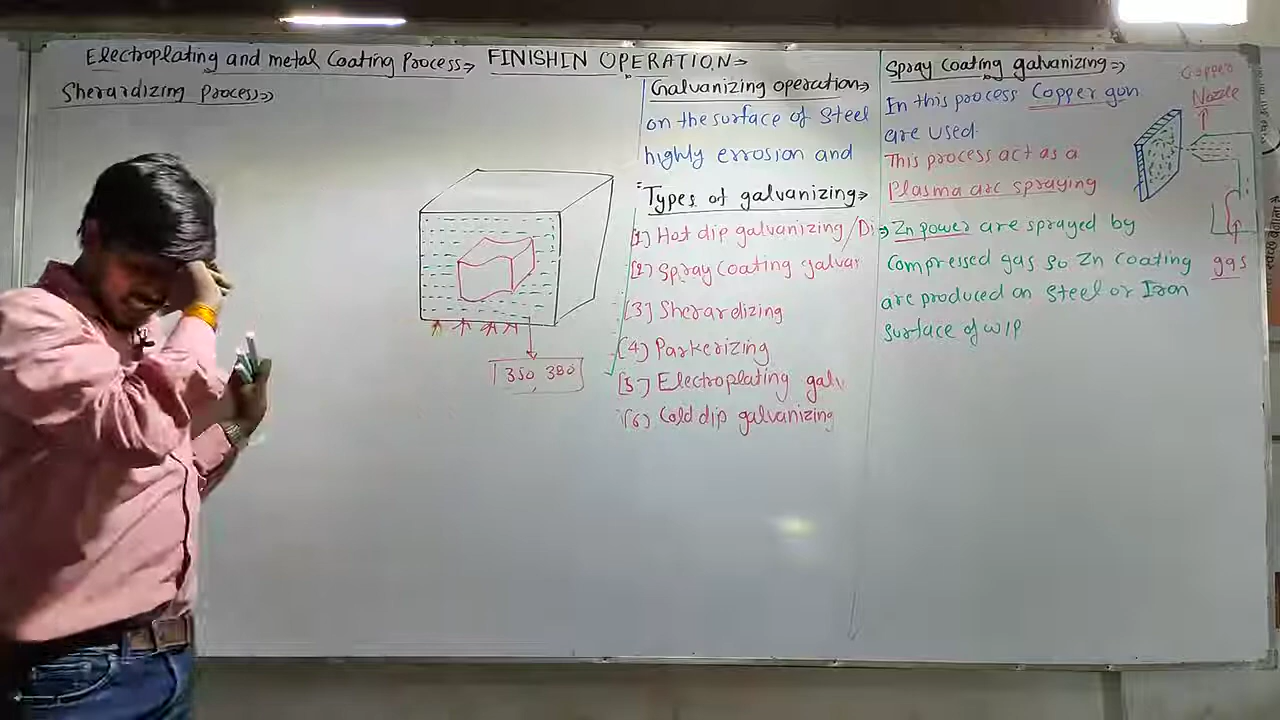 Electroplating and metal Coating Process⇒ FINISHIN OPERATION⇒
Sherardizing Process⇒
350, 380
Galvanizing operation⇒
on the surface of Steel
highly errosion and
Types of galvanizing⇒
(1) Hot dip galvanizing / Di
(2) Spray Coating galvar
(3) Sherardizing
(4) Parkerizing
(5) Electroplating galv
(6) Cold dip galvanizing
Spray Coating galvanizing⇒
In this process Copper gun
are used.
This process act as a
Plasma arc spraying
⇒ Zn power are sprayed by
Compressed gas so Zn Coating
are produced on Steel or Iron
Surface of W/P
Copper
Nozzle
gas